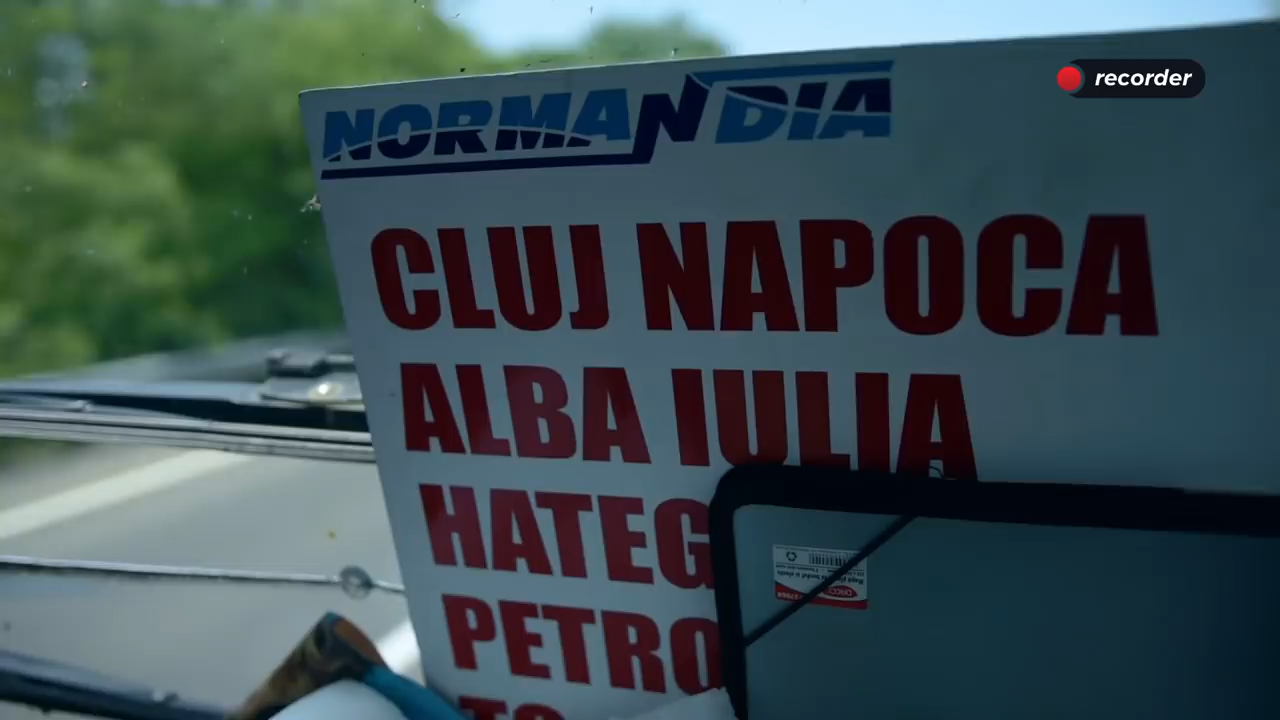 recorder
NORMANDIA
CLUJ NAPOCA
ALBA IULIA
HATEG
PETRO